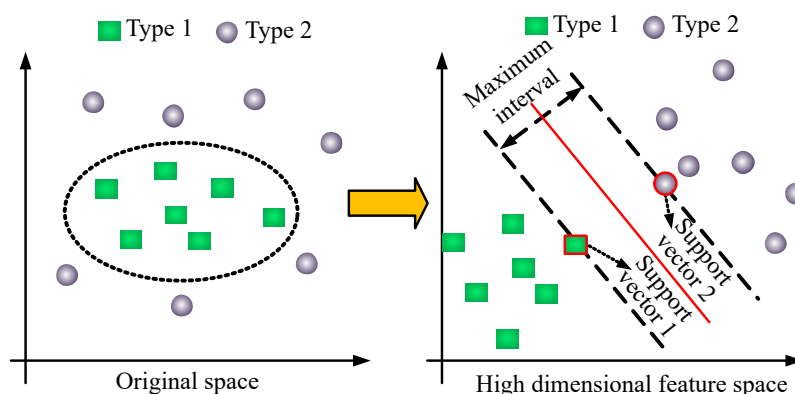 Type 1
Type 2
Type 1
Type 2
Maximum
interval
Support
vector 2
Support
vector 1
Original space
High dimensional feature space